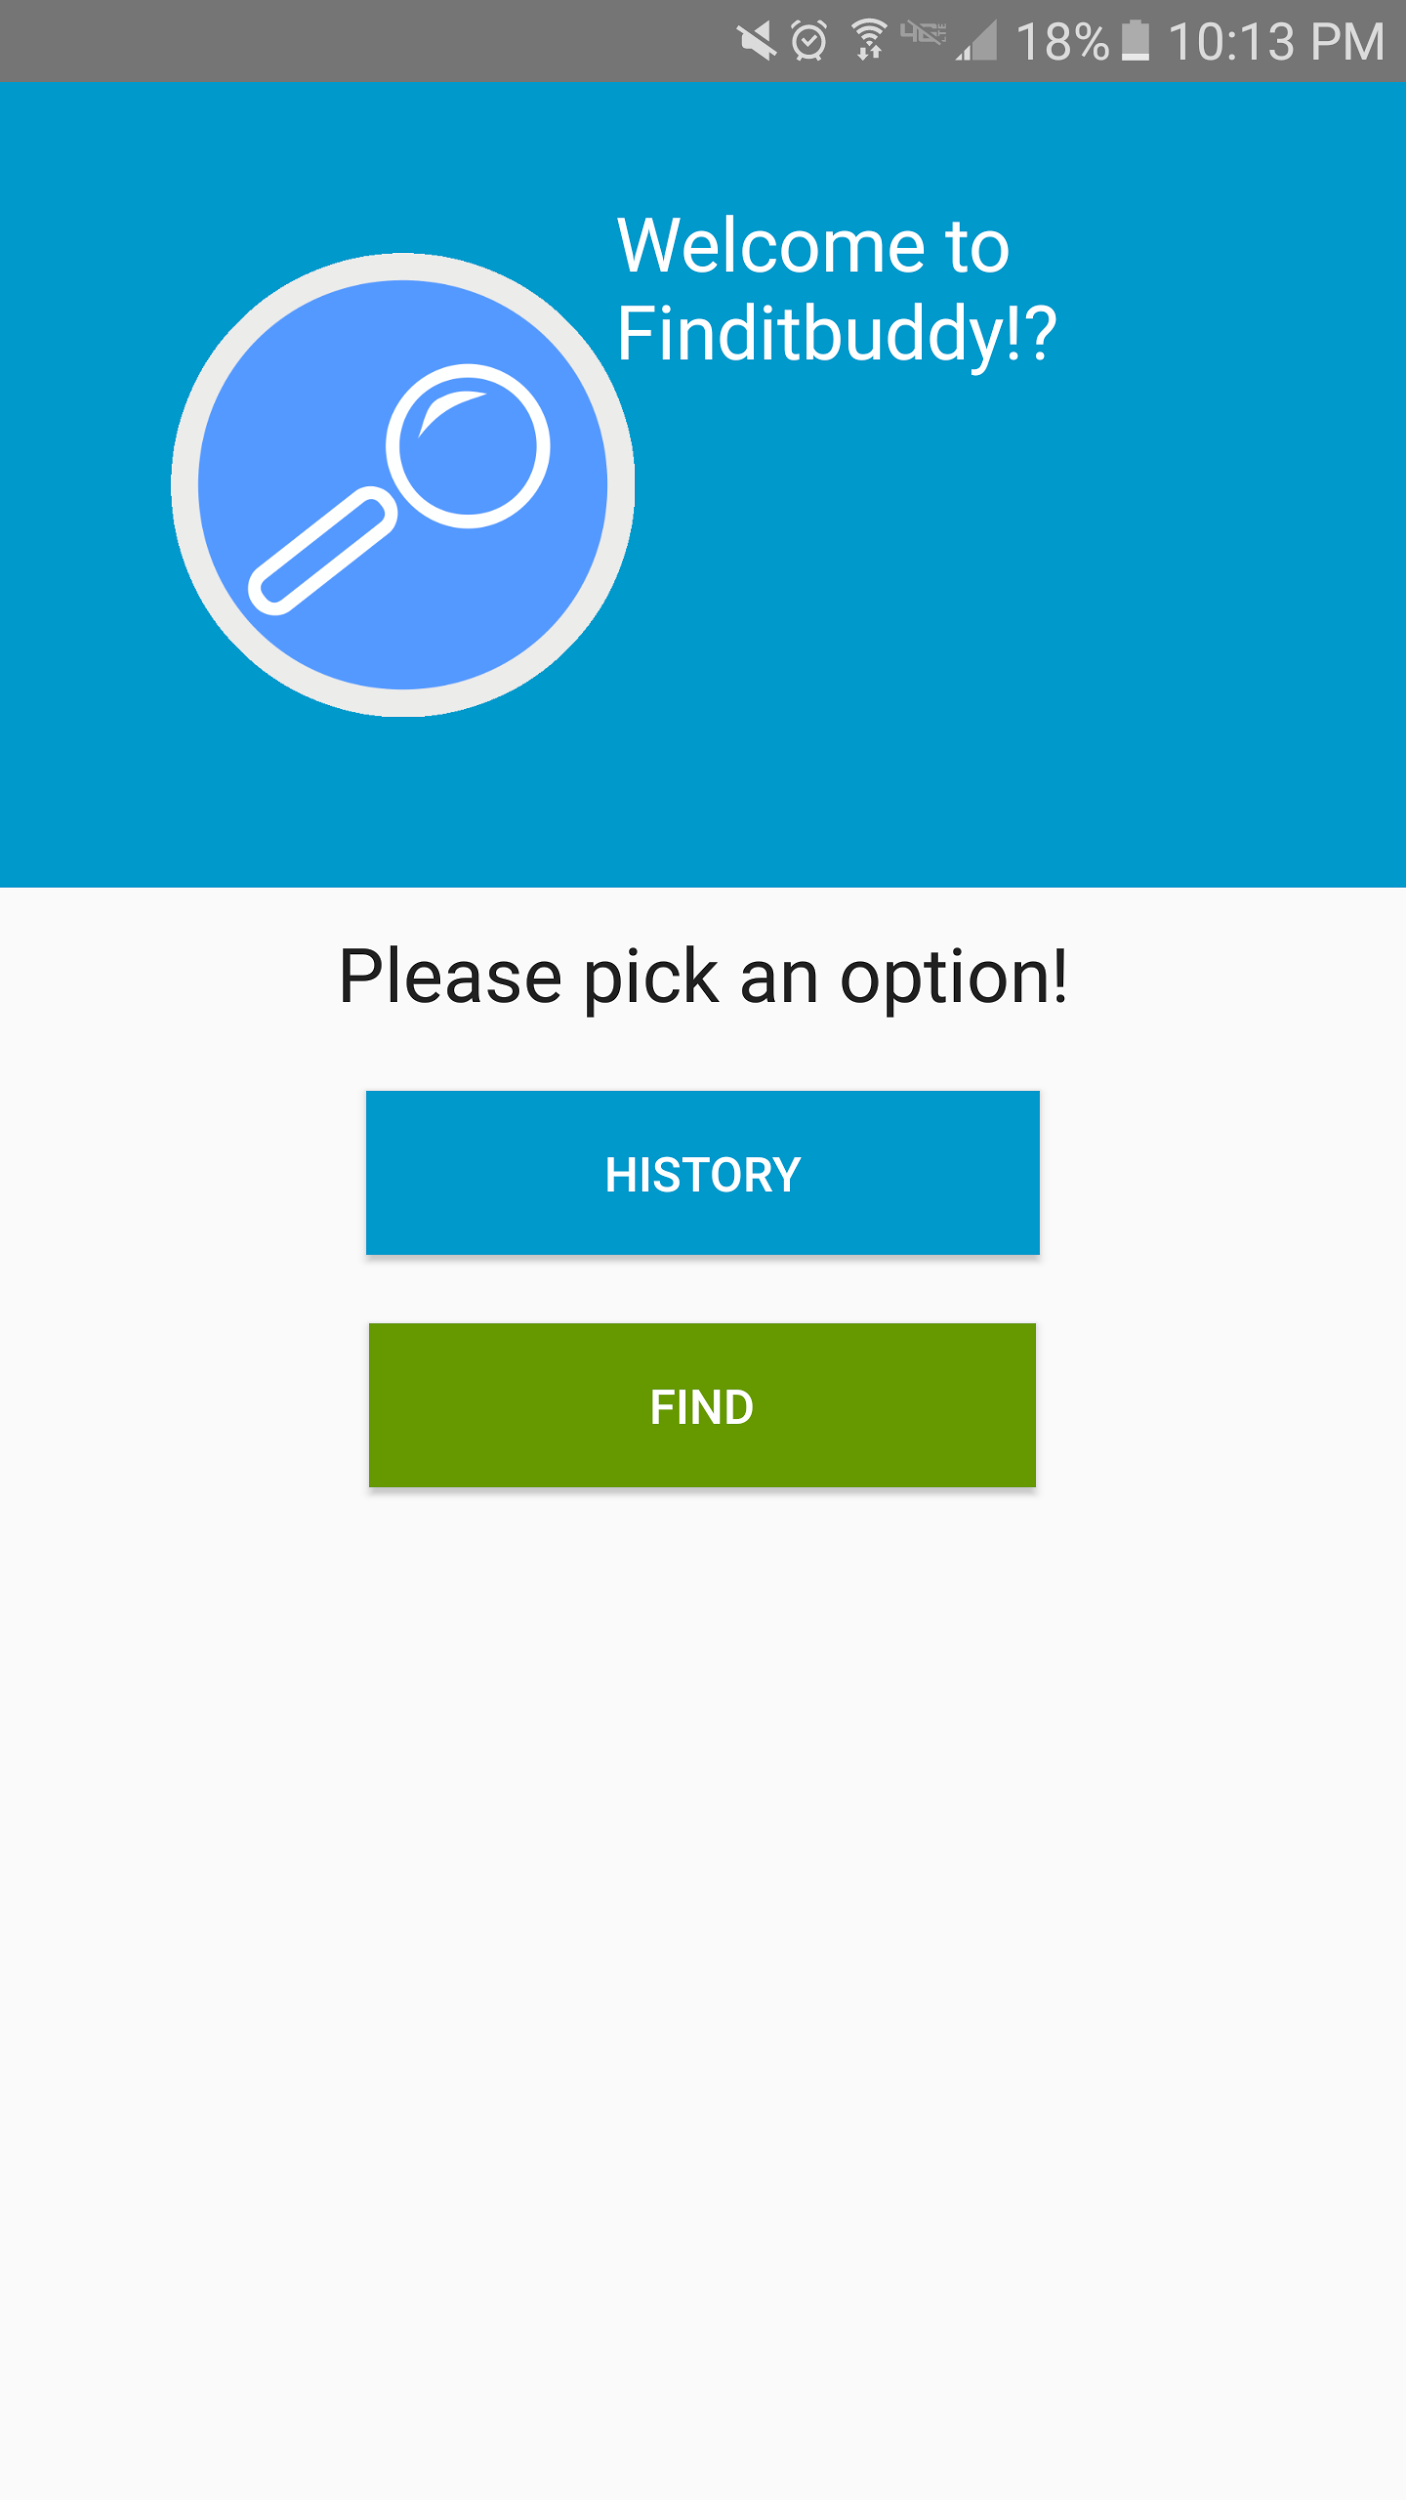 18% 10:13 PM
Welcome to
Finditbuddy!?
Please pick an option!
HISTORY
FIND